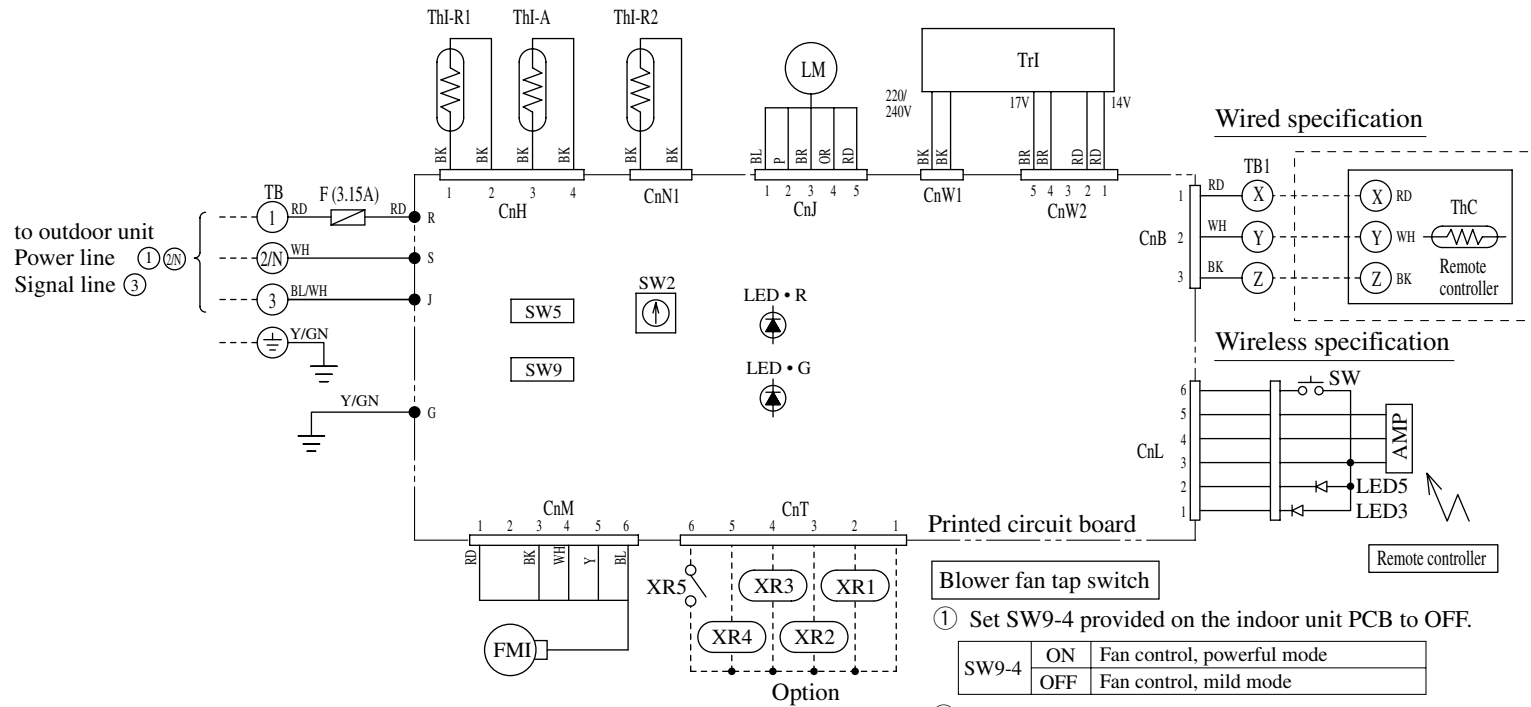 ThI-R1 ThI-A ThI-R2
LM
TrI
220/
240V
17V
14V
BK BK BK BK
BK BK
BL P BR OR RD
BK BK
BR BR RD RD
1 2 3 4
CnH
CnN1
1 2 3 4 5
CnJ
CnW1
5 4 3 2 1
CnW2
Wired specification
TB1
1 RD X
CnB 2 WH Y
3 BK Z
X RD
Y WH
Z BK
ThC
Remote
controller
to outdoor unit
Power line ① 2/N
Signal line ③
TB
F (3.15A)
1 RD RD R
2/N WH S
3 BL/WH J
Y/GN
Y/GN G
SW5
SW9
SW2
LED • R
LED • G
Wireless specification
CnL
6
5
4
3
2
1
SW
AMP
LED5
LED3
Remote controller
CnM
1 2 3 4 5 6
RD BK WH Y BL
FMI
CnT
6 5 4 3 2 1
XR5 XR3 XR1
XR4 XR2
Option
Printed circuit board
Blower fan tap switch
① Set SW9-4 provided on the indoor unit PCB to OFF.
SW9-4 ON Fan control, powerful mode
OFF Fan control, mild mode